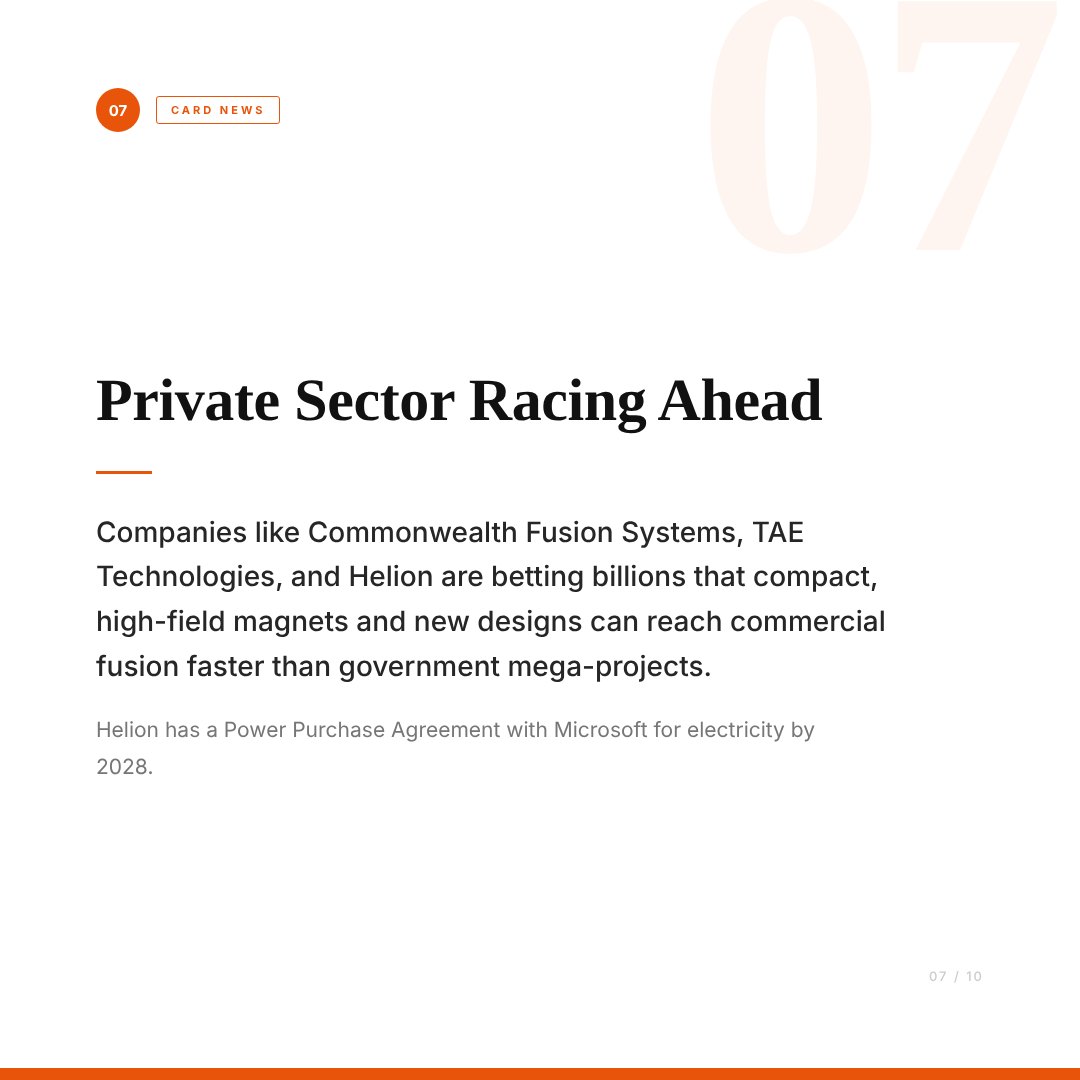 07
07
CARD NEWS
Private Sector Racing Ahead
Companies like Commonwealth Fusion Systems, TAE
Technologies, and Helion are betting billions that compact,
high-field magnets and new designs can reach commercial
fusion faster than government mega-projects.
Helion has a Power Purchase Agreement with Microsoft for electricity by
2028.
07 / 10